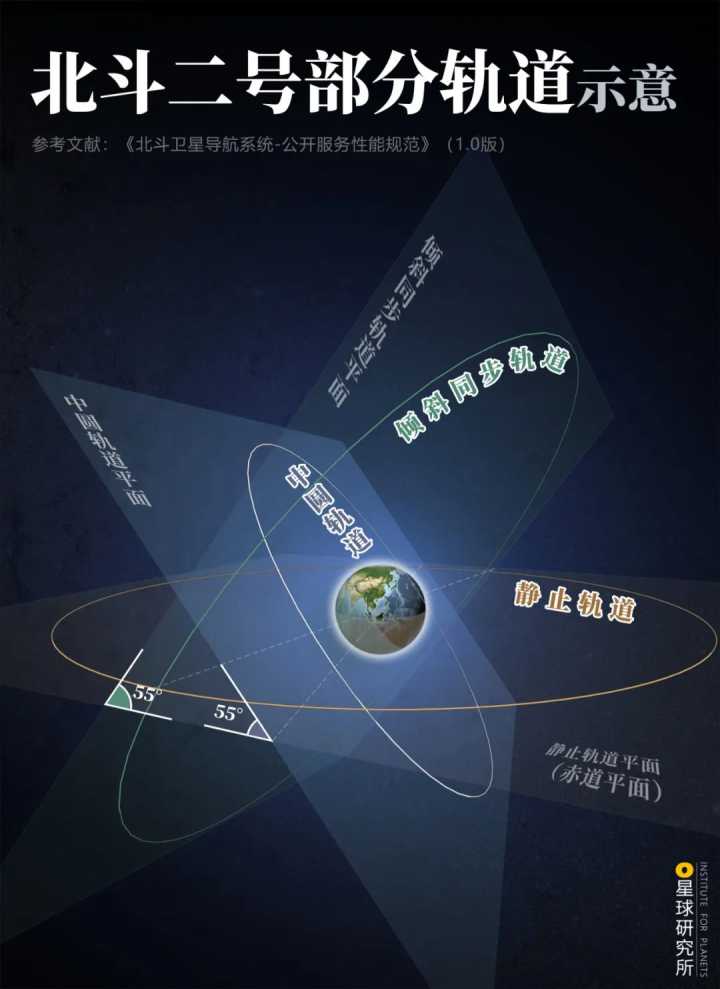 北斗二号部分轨道示意
参考文献：《北斗卫星导航系统-公开服务性能规范》（1.0版）
倾斜同步轨道平面
倾斜同步轨道
中圆轨道平面
中圆轨道
静止轨道
55°
55°
静止轨道平面
(赤道平面)
星球研究所
INSTITUTE FOR PLANETS